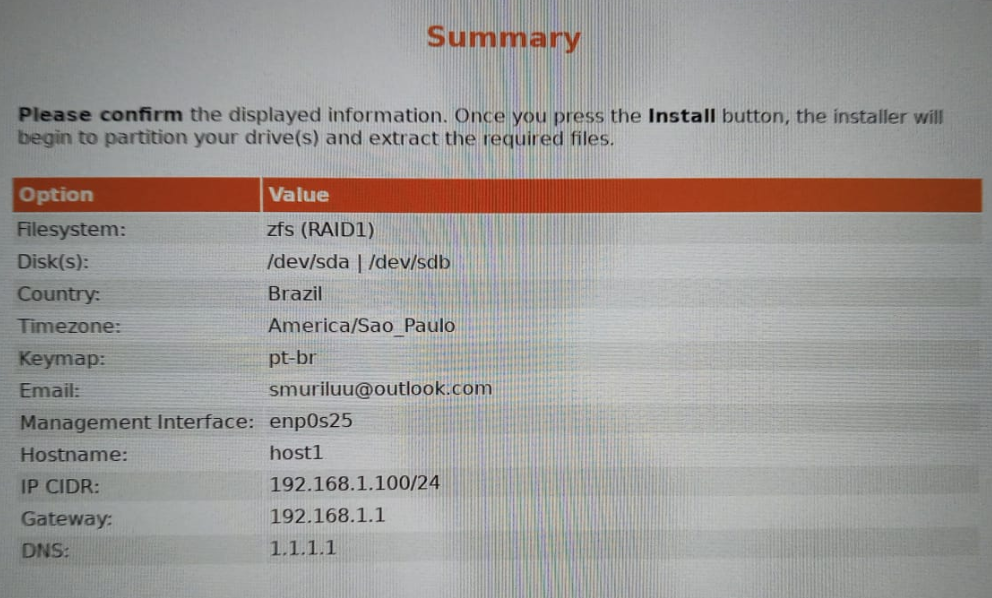 Summary
Please confirm the displayed information. Once you press the Install button, the installer will
begin to partition your drive(s) and extract the required files.
Option Value
Filesystem: zfs (RAID1)
Disk(s): /dev/sda | /dev/sdb
Country: Brazil
Timezone: America/Sao_Paulo
Keymap: pt-br
Email: smuriluu@outlook.com
Management Interface: enp0s25
Hostname: host1
IP CIDR: 192.168.1.100/24
Gateway: 192.168.1.1
DNS: 1.1.1.1